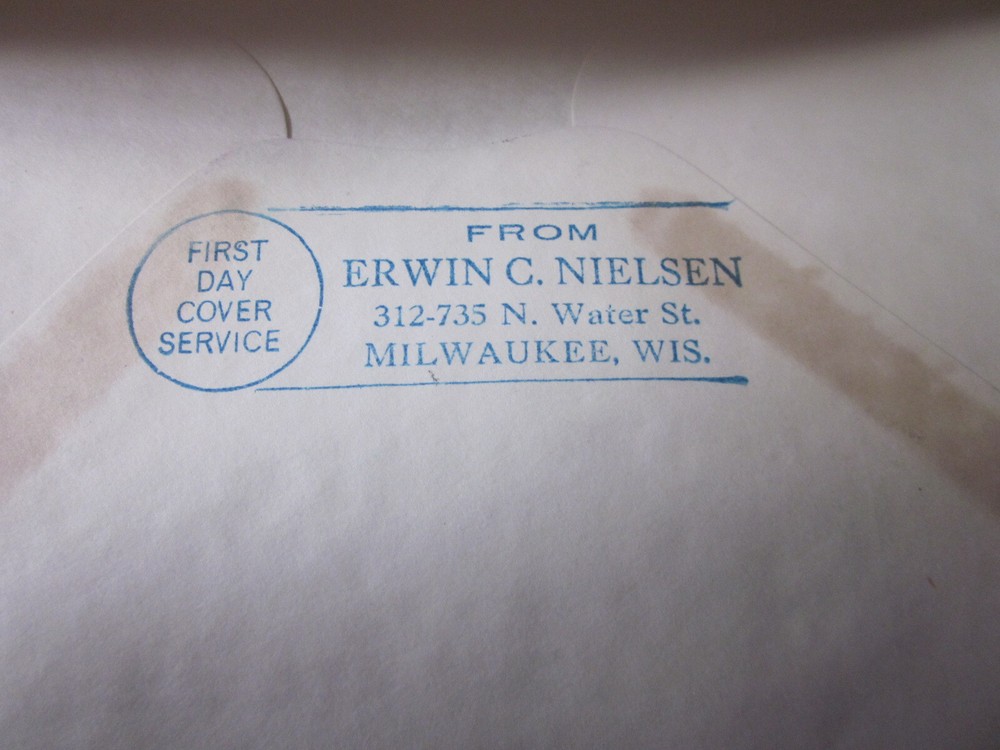 FIRST
DAY
COVER
SERVICE
FROM
ERWIN C. NIELSEN
312-735 N. Water St.
MILWAUKEE, WIS.